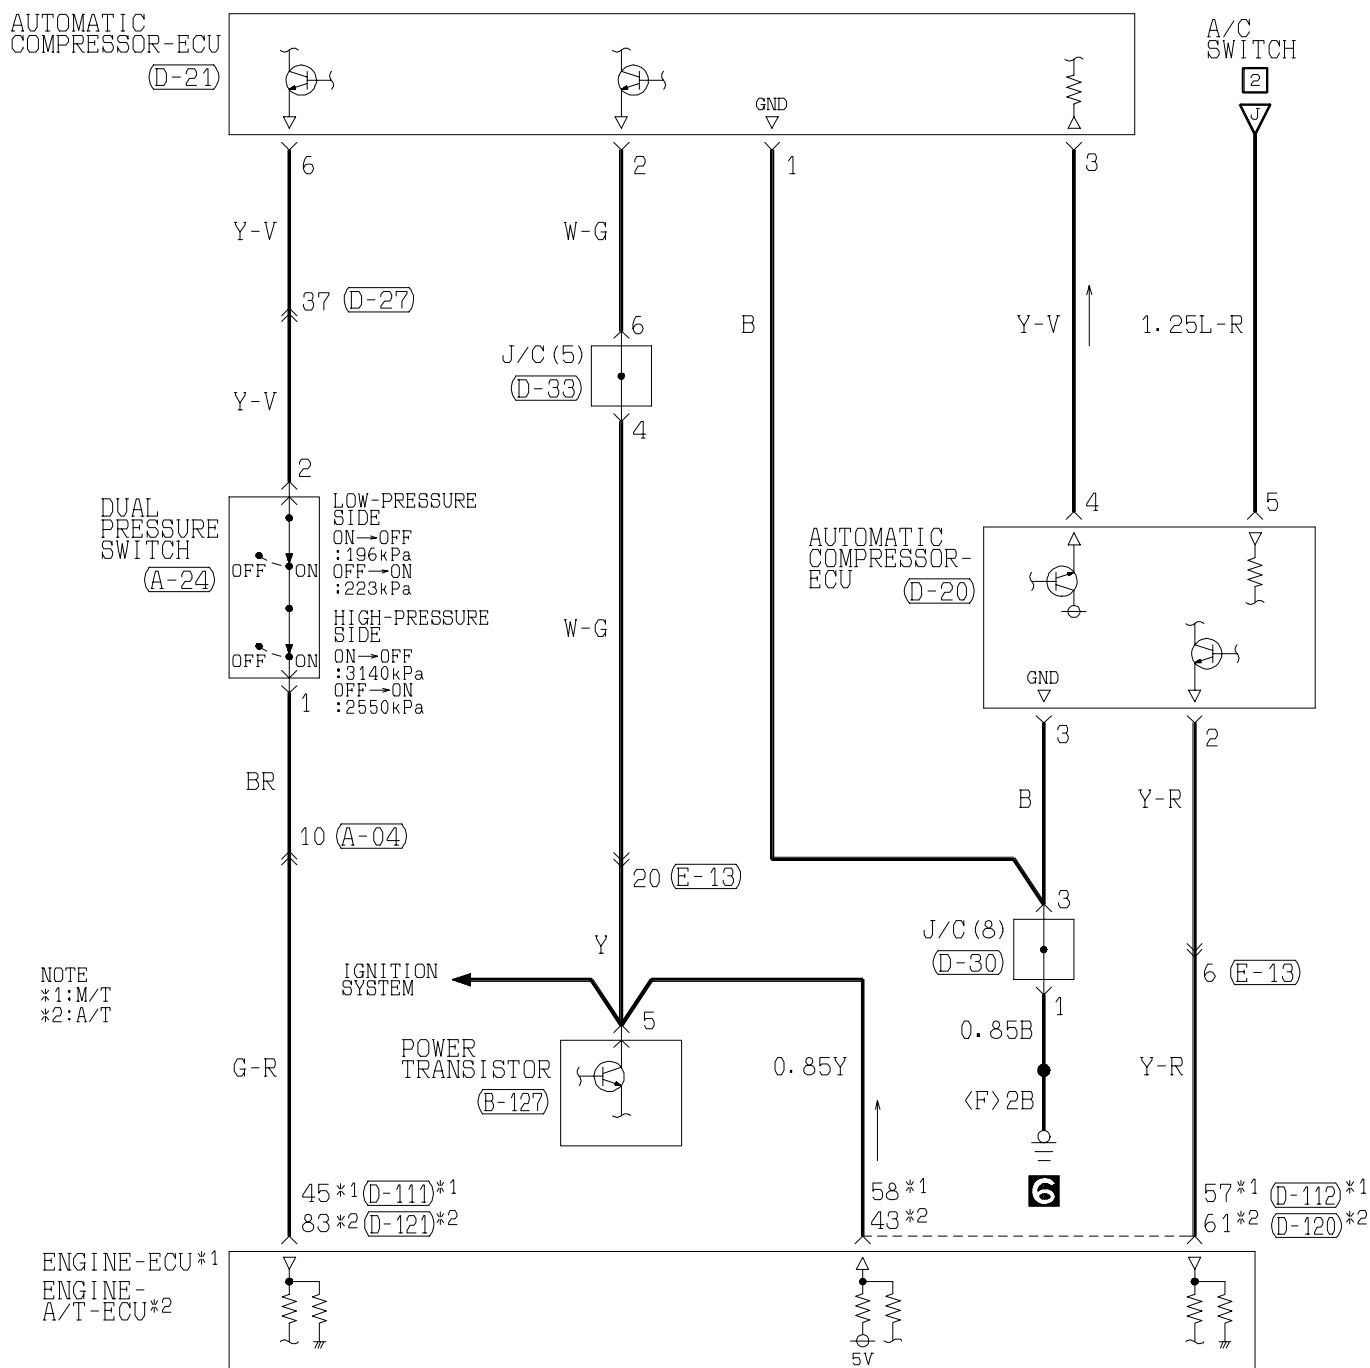 AUTOMATIC
COMPRESSOR-ECU
D-21
A/C
SWITCH
2
J
GND
6
2
1
3
Y-V
W-G
37 D-27
6
B
Y-V
1.25L-R
J/C(5)
D-33
Y-V
4
2
4
5
DUAL
PRESSURE
SWITCH
A-24
OFF
ON
OFF
ON
LOW-PRESSURE
SIDE
ON→OFF
:196kPa
OFF→ON
:223kPa
HIGH-PRESSURE
SIDE
ON→OFF
:3140kPa
OFF→ON
:2550kPa
AUTOMATIC
COMPRESSOR-
ECU
D-20
W-G
GND
1
3
2
BR
B
Y-R
10 A-04
20 E-13
3
J/C(8)
D-30
Y
NOTE
*1:M/T
*2:A/T
IGNITION
SYSTEM
6 E-13
1
5
0.85B
POWER
TRANSISTOR
B-127
G-R
0.85Y
Y-R
<F>2B
6
45*1 D-111*1
83*2 D-121*2
58*1
43*2
57*1 D-112*1
61*2 D-120*2
ENGINE-ECU*1
ENGINE-
A/T-ECU*2
5V